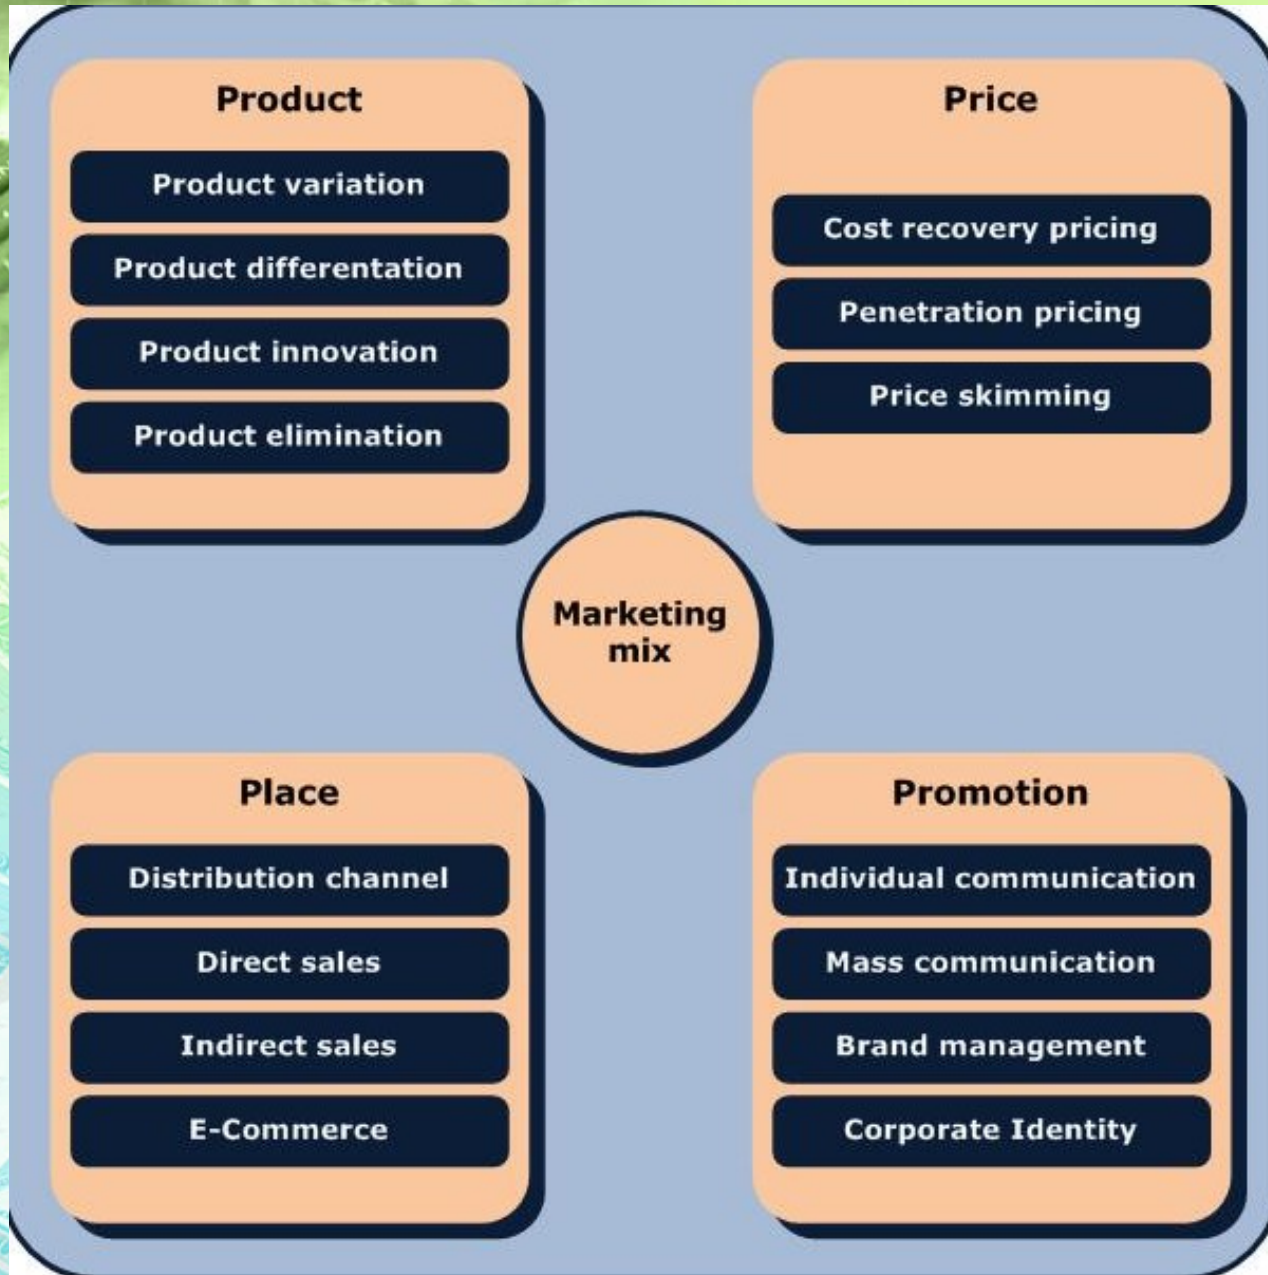 Product
Product variation
Product differentation
Product innovation
Product elimination
Price
Cost recovery pricing
Penetration pricing
Price skimming
Marketing
mix
Place
Distribution channel
Direct sales
Indirect sales
E-Commerce
Promotion
Individual communication
Mass communication
Brand management
Corporate Identity